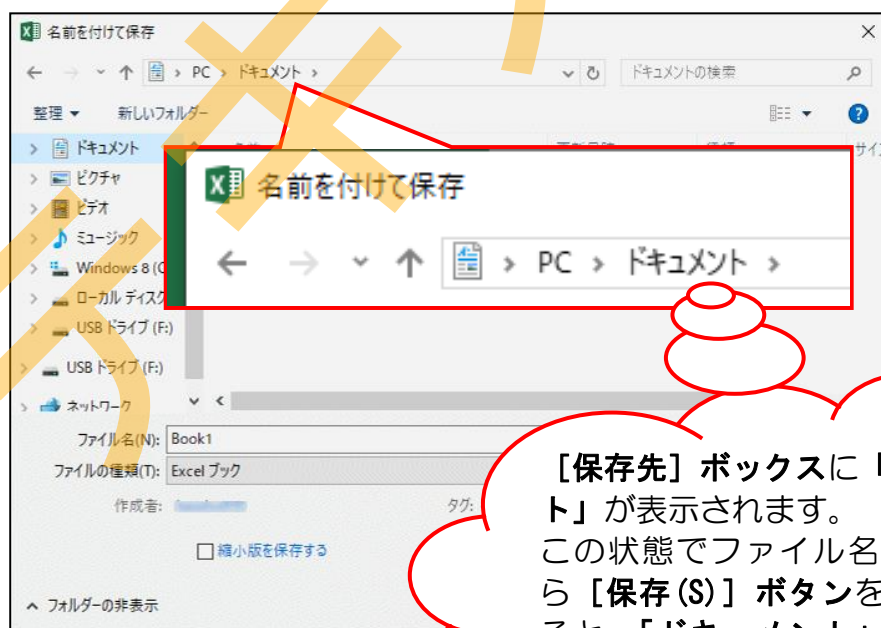 名前を付けて保存
PC › ドキュメント ›
ドキュメントの検索
整理 ▼ 新しいフォルダー
ドキュメント
ピクチャ
ビデオ
ミュージック
Windows 8 (C
ローカル ディスク
USB ドライブ (F:)
USB ドライブ (F:)
ネットワーク
サイ
名前を付けて保存
PC › ドキュメント ›
ファイル名(N): Book1
ファイルの種類(T): Excel ブック
作成者:
タグ:
縮小版を保存する
フォルダーの非表示
［保存先］ボックスに「
ト」が表示されます。
この状態でファイル名
ら［保存(S)］ボタンを